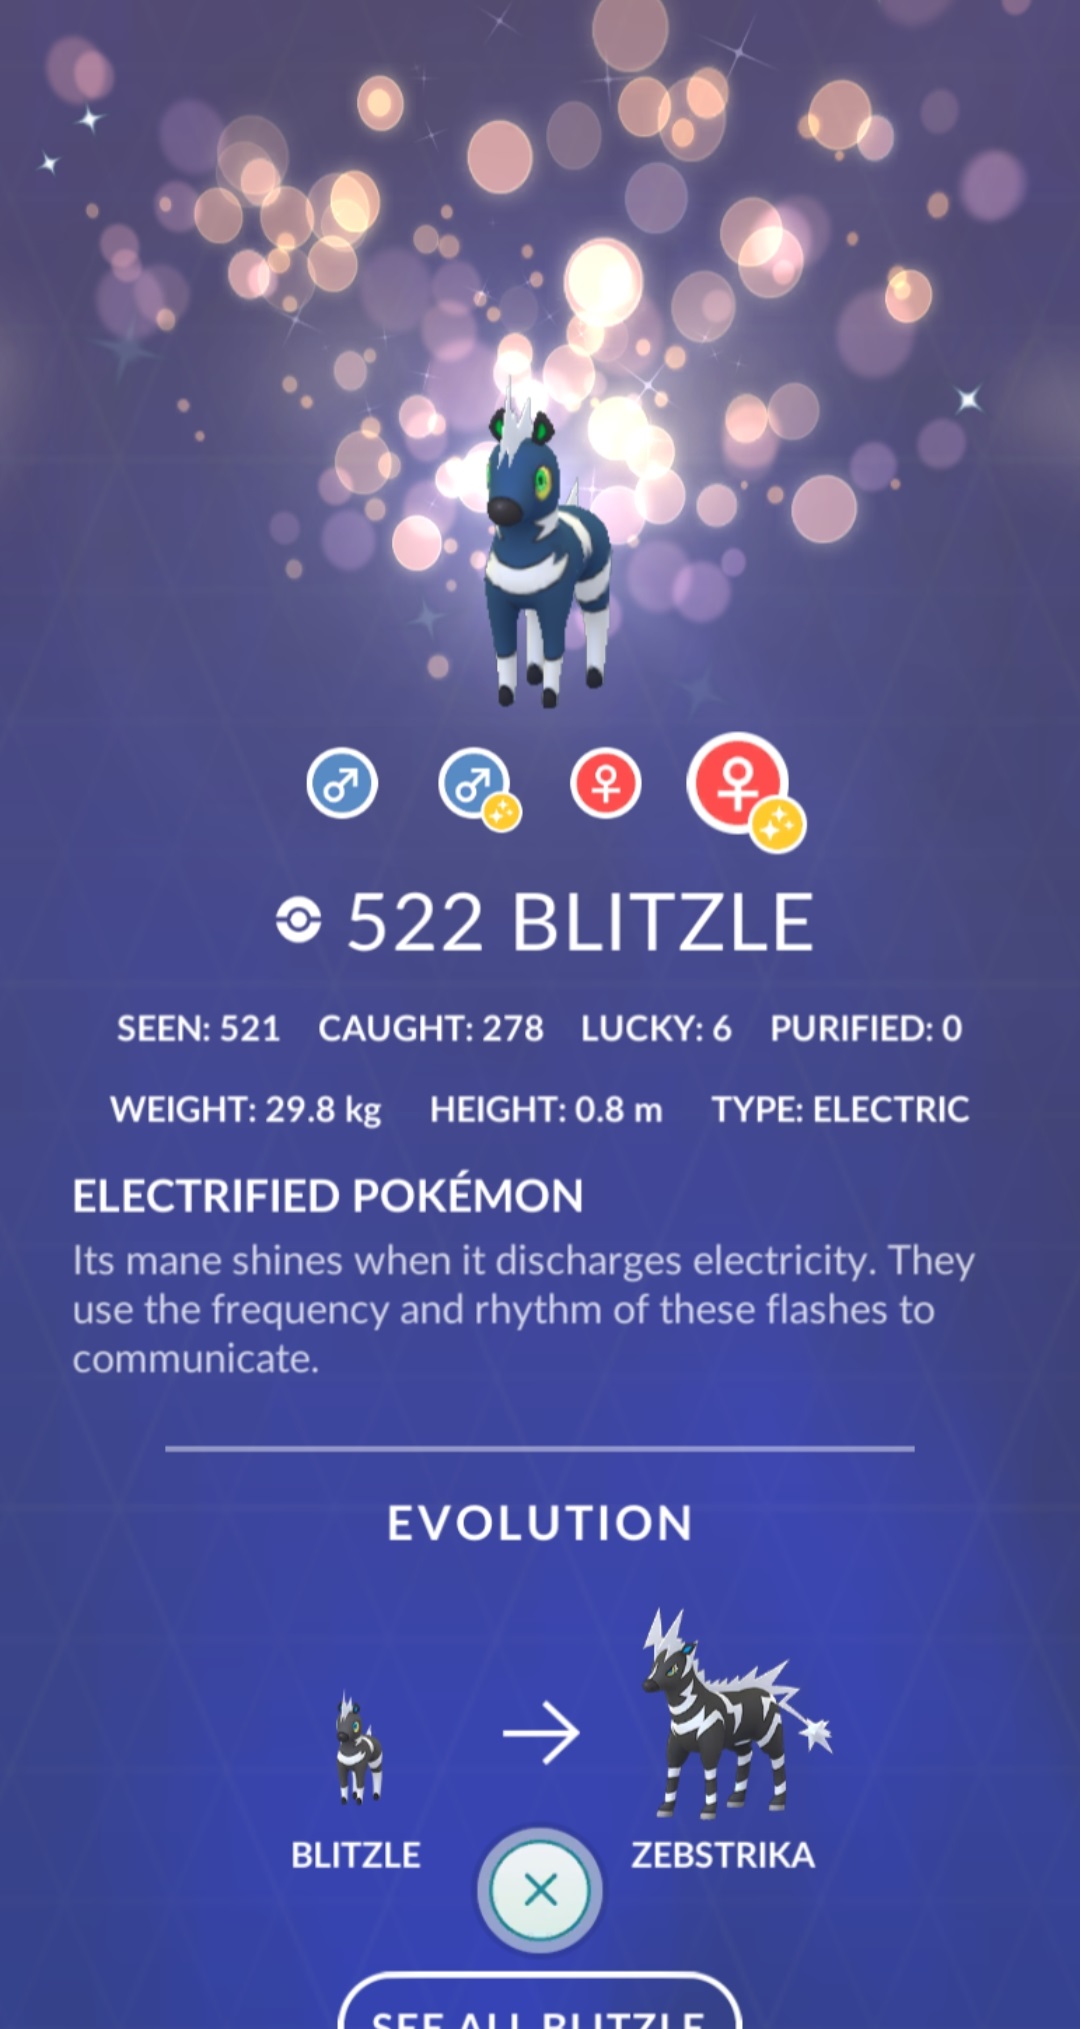 522 BLITZLE
SEEN: 521 CAUGHT: 278 LUCKY: 6 PURIFIED: 0
WEIGHT: 29.8 kg HEIGHT: 0.8 m TYPE: ELECTRIC
ELECTRIFIED POKÉMON
Its mane shines when it discharges electricity. They
use the frequency and rhythm of these flashes to
communicate.
EVOLUTION
BLITZLE ZEBSTRIKA
SEE ALL BLITZLE